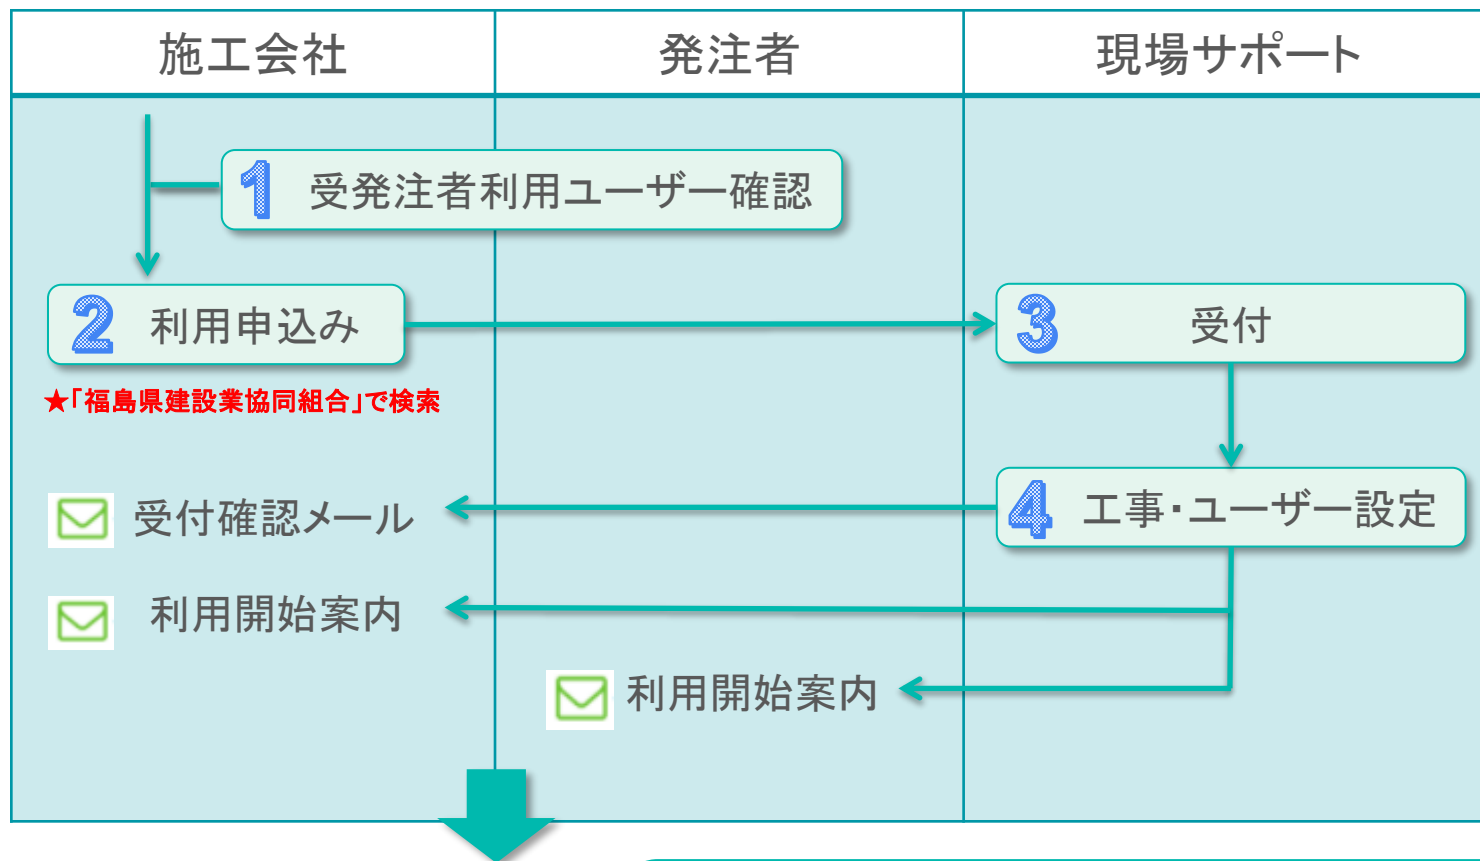 施工会社
発注者
現場サポート
1 受発注者利用ユーザー確認
2 利用申込み
3 受付
★「福島県建設業協同組合」で検索
4 工事・ユーザー設定
受付確認メール
利用開始案内
利用開始案内